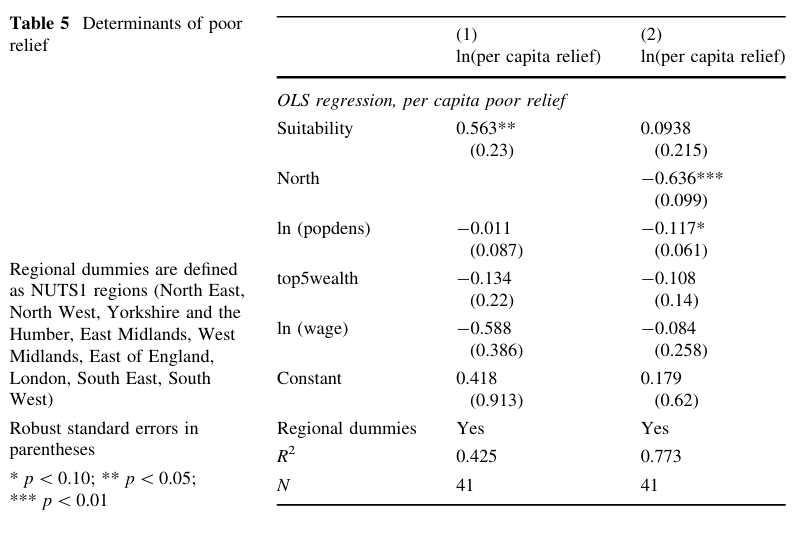 Table 5 Determinants of poor
relief
(1) (2)
ln(per capita relief) ln(per capita relief)
OLS regression, per capita poor relief
Suitability 0.563** 0.0938
(0.23) (0.215)
North −0.636***
(0.099)
ln (popdens) −0.011 −0.117*
(0.087) (0.061)
top5wealth −0.134 −0.108
(0.22) (0.14)
ln (wage) −0.588 −0.084
(0.386) (0.258)
Constant 0.418 0.179
(0.913) (0.62)
Regional dummies Yes Yes
R² 0.425 0.773
N 41 41
Regional dummies are defined
as NUTS1 regions (North East,
North West, Yorkshire and the
Humber, East Midlands, West
Midlands, East of England,
London, South East, South
West)
Robust standard errors in
parentheses
* p < 0.10; ** p < 0.05;
*** p < 0.01